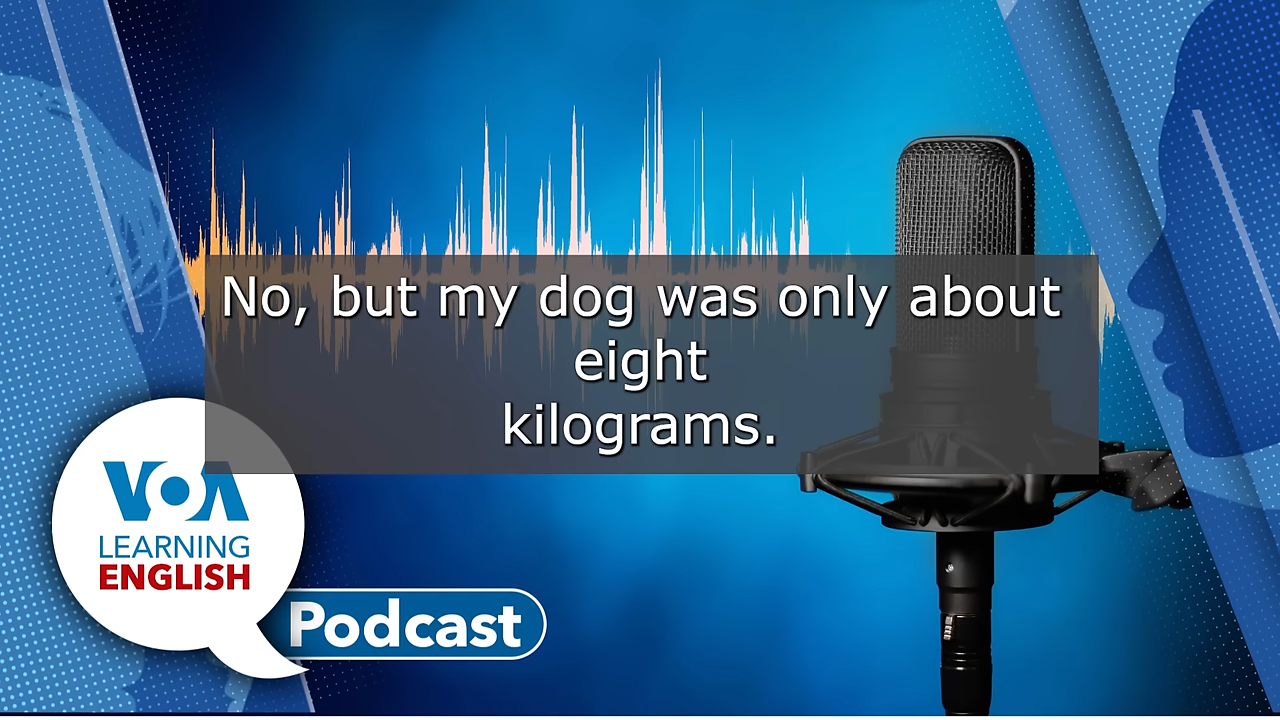 No, but my dog was only about
eight
kilograms.
VOA
LEARNING
ENGLISH
Podcast